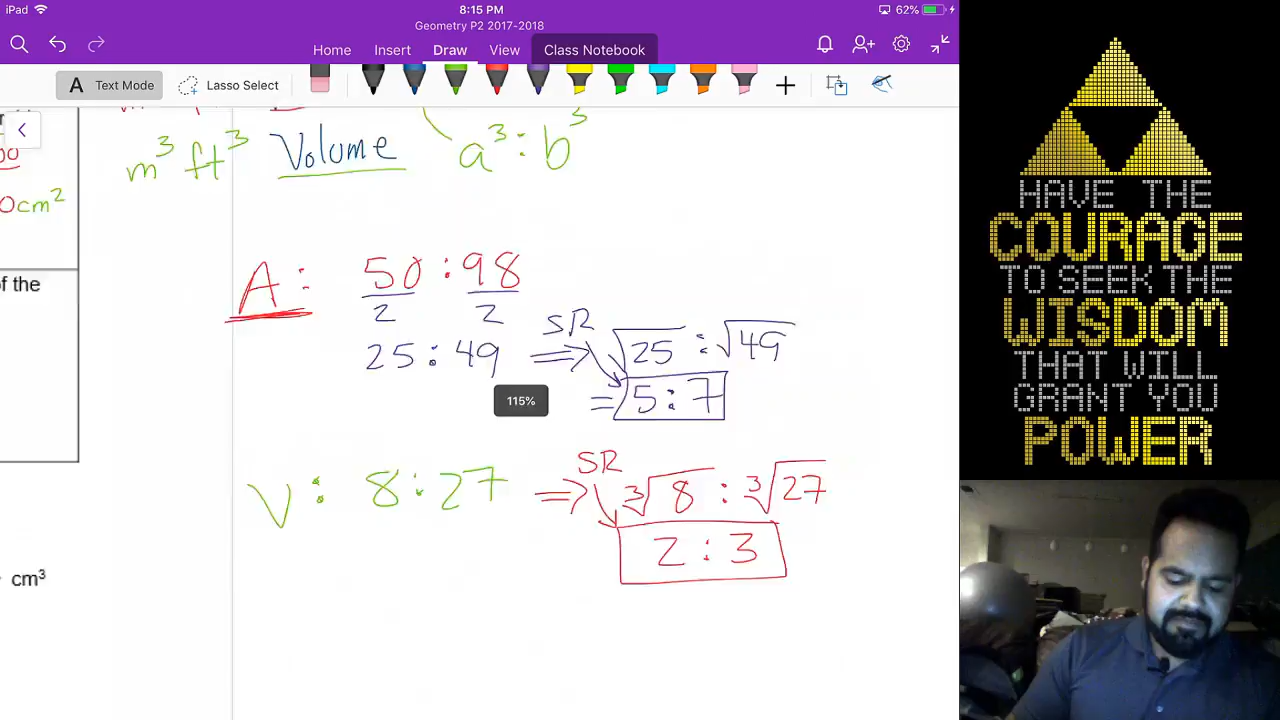 iPad 8:15 PM 62%
Geometry P2 2017-2018
Home Insert Draw View Class Notebook
A Text Mode Lasso Select
00
0cm²
m³ ft³
Volume a³ : b³
of the
A : 50 : 98
2 2
25 : 49 SR ⇒ √25 : √49
= 5 : 7
115%
V : 8 : 27 SR ⇒ ³√8 : ³√27
2 : 3
cm³
HAVE THE
COURAGE
TO SEEK THE
WISDOM
THAT WILL
GRANT YOU
POWER